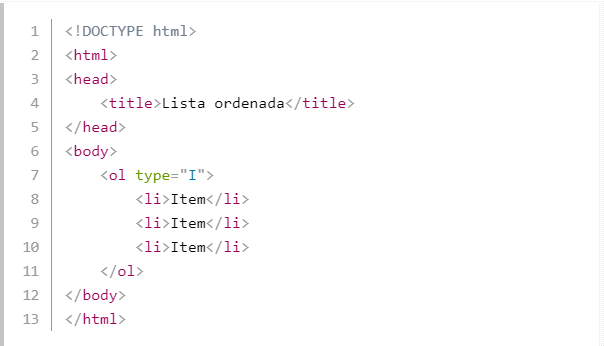 1 <!DOCTYPE html>
2 <html>
3 <head>
4     <title>Lista ordenada</title>
5 </head>
6 <body>
7     <ol type="I">
8         <li>Item</li>
9         <li>Item</li>
10         <li>Item</li>
11     </ol>
12 </body>
13 </html>